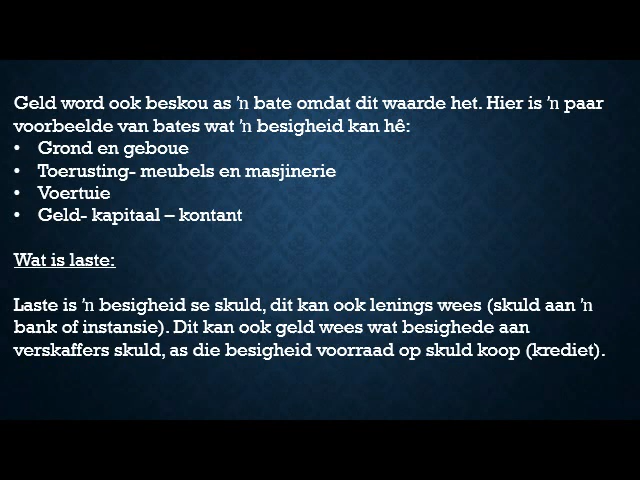 Geld word ook beskou as 'n bate omdat dit waarde het. Hier is 'n paar
voorbeelde van bates wat 'n besigheid kan hê:
• Grond en geboue
• Toerusting- meubels en masjinerie
• Voertuie
• Geld- kapitaal – kontant
Wat is laste:
Laste is 'n besigheid se skuld, dit kan ook lenings wees (skuld aan 'n
bank of instansie). Dit kan ook geld wees wat besighede aan
verskaffers skuld, as die besigheid voorraad op skuld koop (krediet).